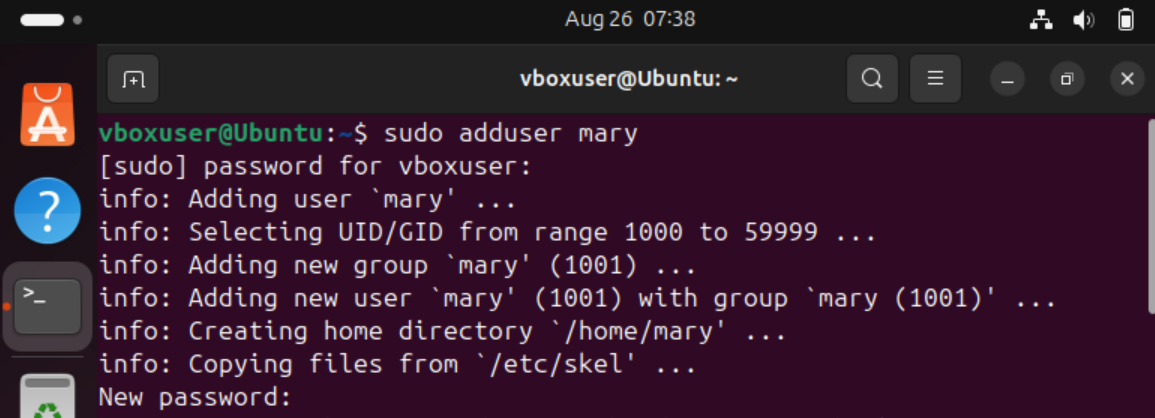 Aug 26 07:38
vboxuser@Ubuntu: ~
vboxuser@Ubuntu:~$ sudo adduser mary
[sudo] password for vboxuser:
info: Adding user `mary' ...
info: Selecting UID/GID from range 1000 to 59999 ...
info: Adding new group `mary' (1001) ...
info: Adding new user `mary' (1001) with group `mary (1001)' ...
info: Creating home directory `/home/mary' ...
info: Copying files from `/etc/skel' ...
New password: